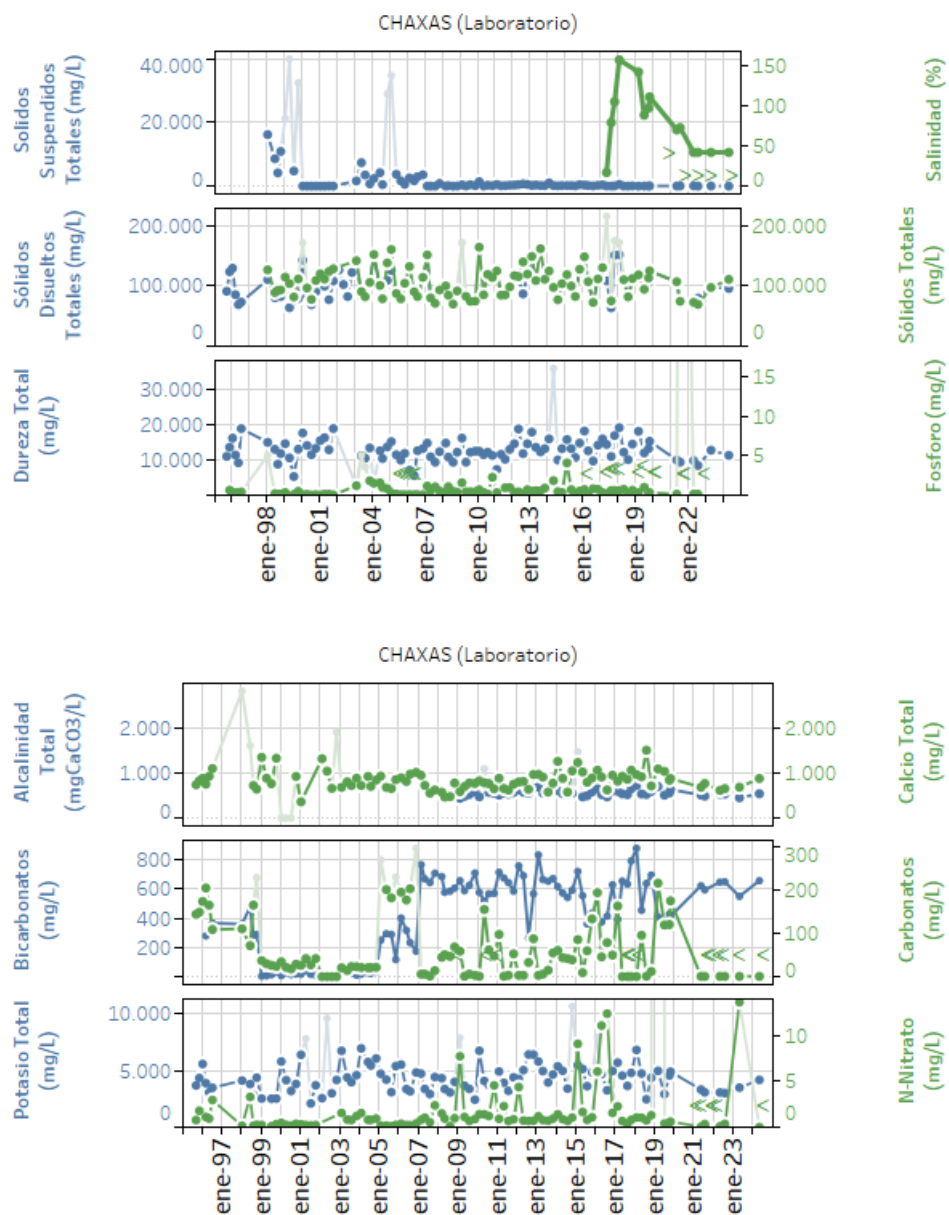 CHAXAS (Laboratorio)
Solidos
Suspendidos
Totales (mg/L)
40.000
20.000
0
150
100
50
0
Salinidad (%)
Sólidos
Disueltos
Totales (mg/L)
200.000
100.000
0
200.000
100.000
0
Sólidos Totales
(mg/L)
Dureza Total
(mg/L)
30.000
20.000
10.000
15
10
5
Fosforo (mg/L)
ene-98
ene-01
ene-04
ene-07
ene-10
ene-13
ene-16
ene-19
ene-22
CHAXAS (Laboratorio)
Alcalinidad
Total
(mgCaCO3/L)
2.000
1.000
0
2.000
1.000
0
Calcio Total
(mg/L)
Bicarbonatos
(mg/L)
800
600
400
200
300
200
100
0
Carbonatos
(mg/L)
Potasio Total
(mg/L)
10.000
5.000
0
10
5
0
N-Nitrato
(mg/L)
ene-97
ene-99
ene-01
ene-03
ene-05
ene-07
ene-09
ene-11
ene-13
ene-15
ene-17
ene-19
ene-21
ene-23